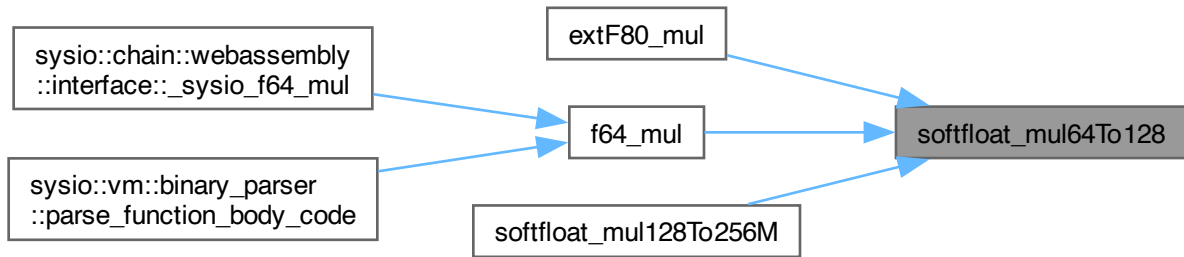 sysio::chain::webassembly
::interface::_sysio_f64_mul
sysio::vm::binary_parser
::parse_function_body_code
extF80_mul
f64_mul
softfloat_mul128To256M
softfloat_mul64To128